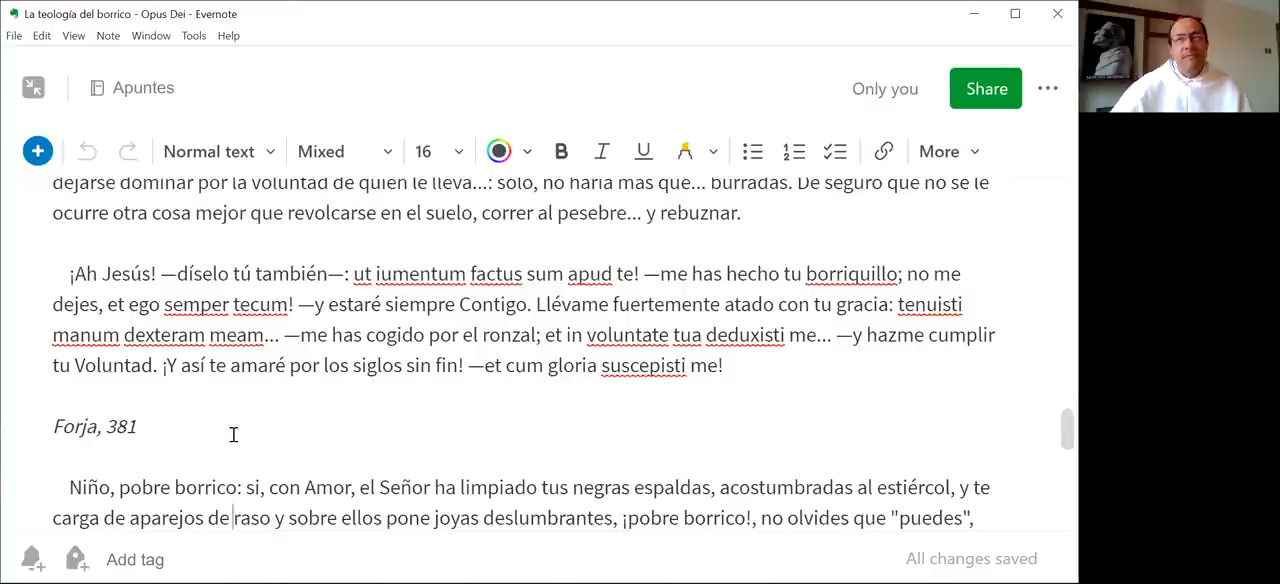 La teología del borrico - Opus Dei - Evernote
File Edit View Note Window Tools Help
Apuntes
Only you
Share
Normal text
Mixed
16
B I U
More
dejarse dominar por la voluntad de quien le lleva...: solo, no haría más que... burradas. De seguro que no se le
ocurre otra cosa mejor que revolcarse en el suelo, correr al pesebre... y rebuznar.
¡Ah Jesús! —díselo tú también—: ut iumentum factus sum apud te! —me has hecho tu borriquillo; no me
dejes, et ego semper tecum! —y estaré siempre Contigo. Llévame fuertemente atado con tu gracia: tenuisti
manum dexteram meam... —me has cogido por el ronzal; et in voluntate tua deduxisti me... —y hazme cumplir
tu Voluntad. ¡Y así te amaré por los siglos sin fin! —et cum gloria suscepisti me!
Forja, 381
Niño, pobre borrico: si, con Amor, el Señor ha limpiado tus negras espaldas, acostumbradas al estiércol, y te
carga de aparejos de raso y sobre ellos pone joyas deslumbrantes, ¡pobre borrico!, no olvides que "puedes",
Add tag
All changes saved